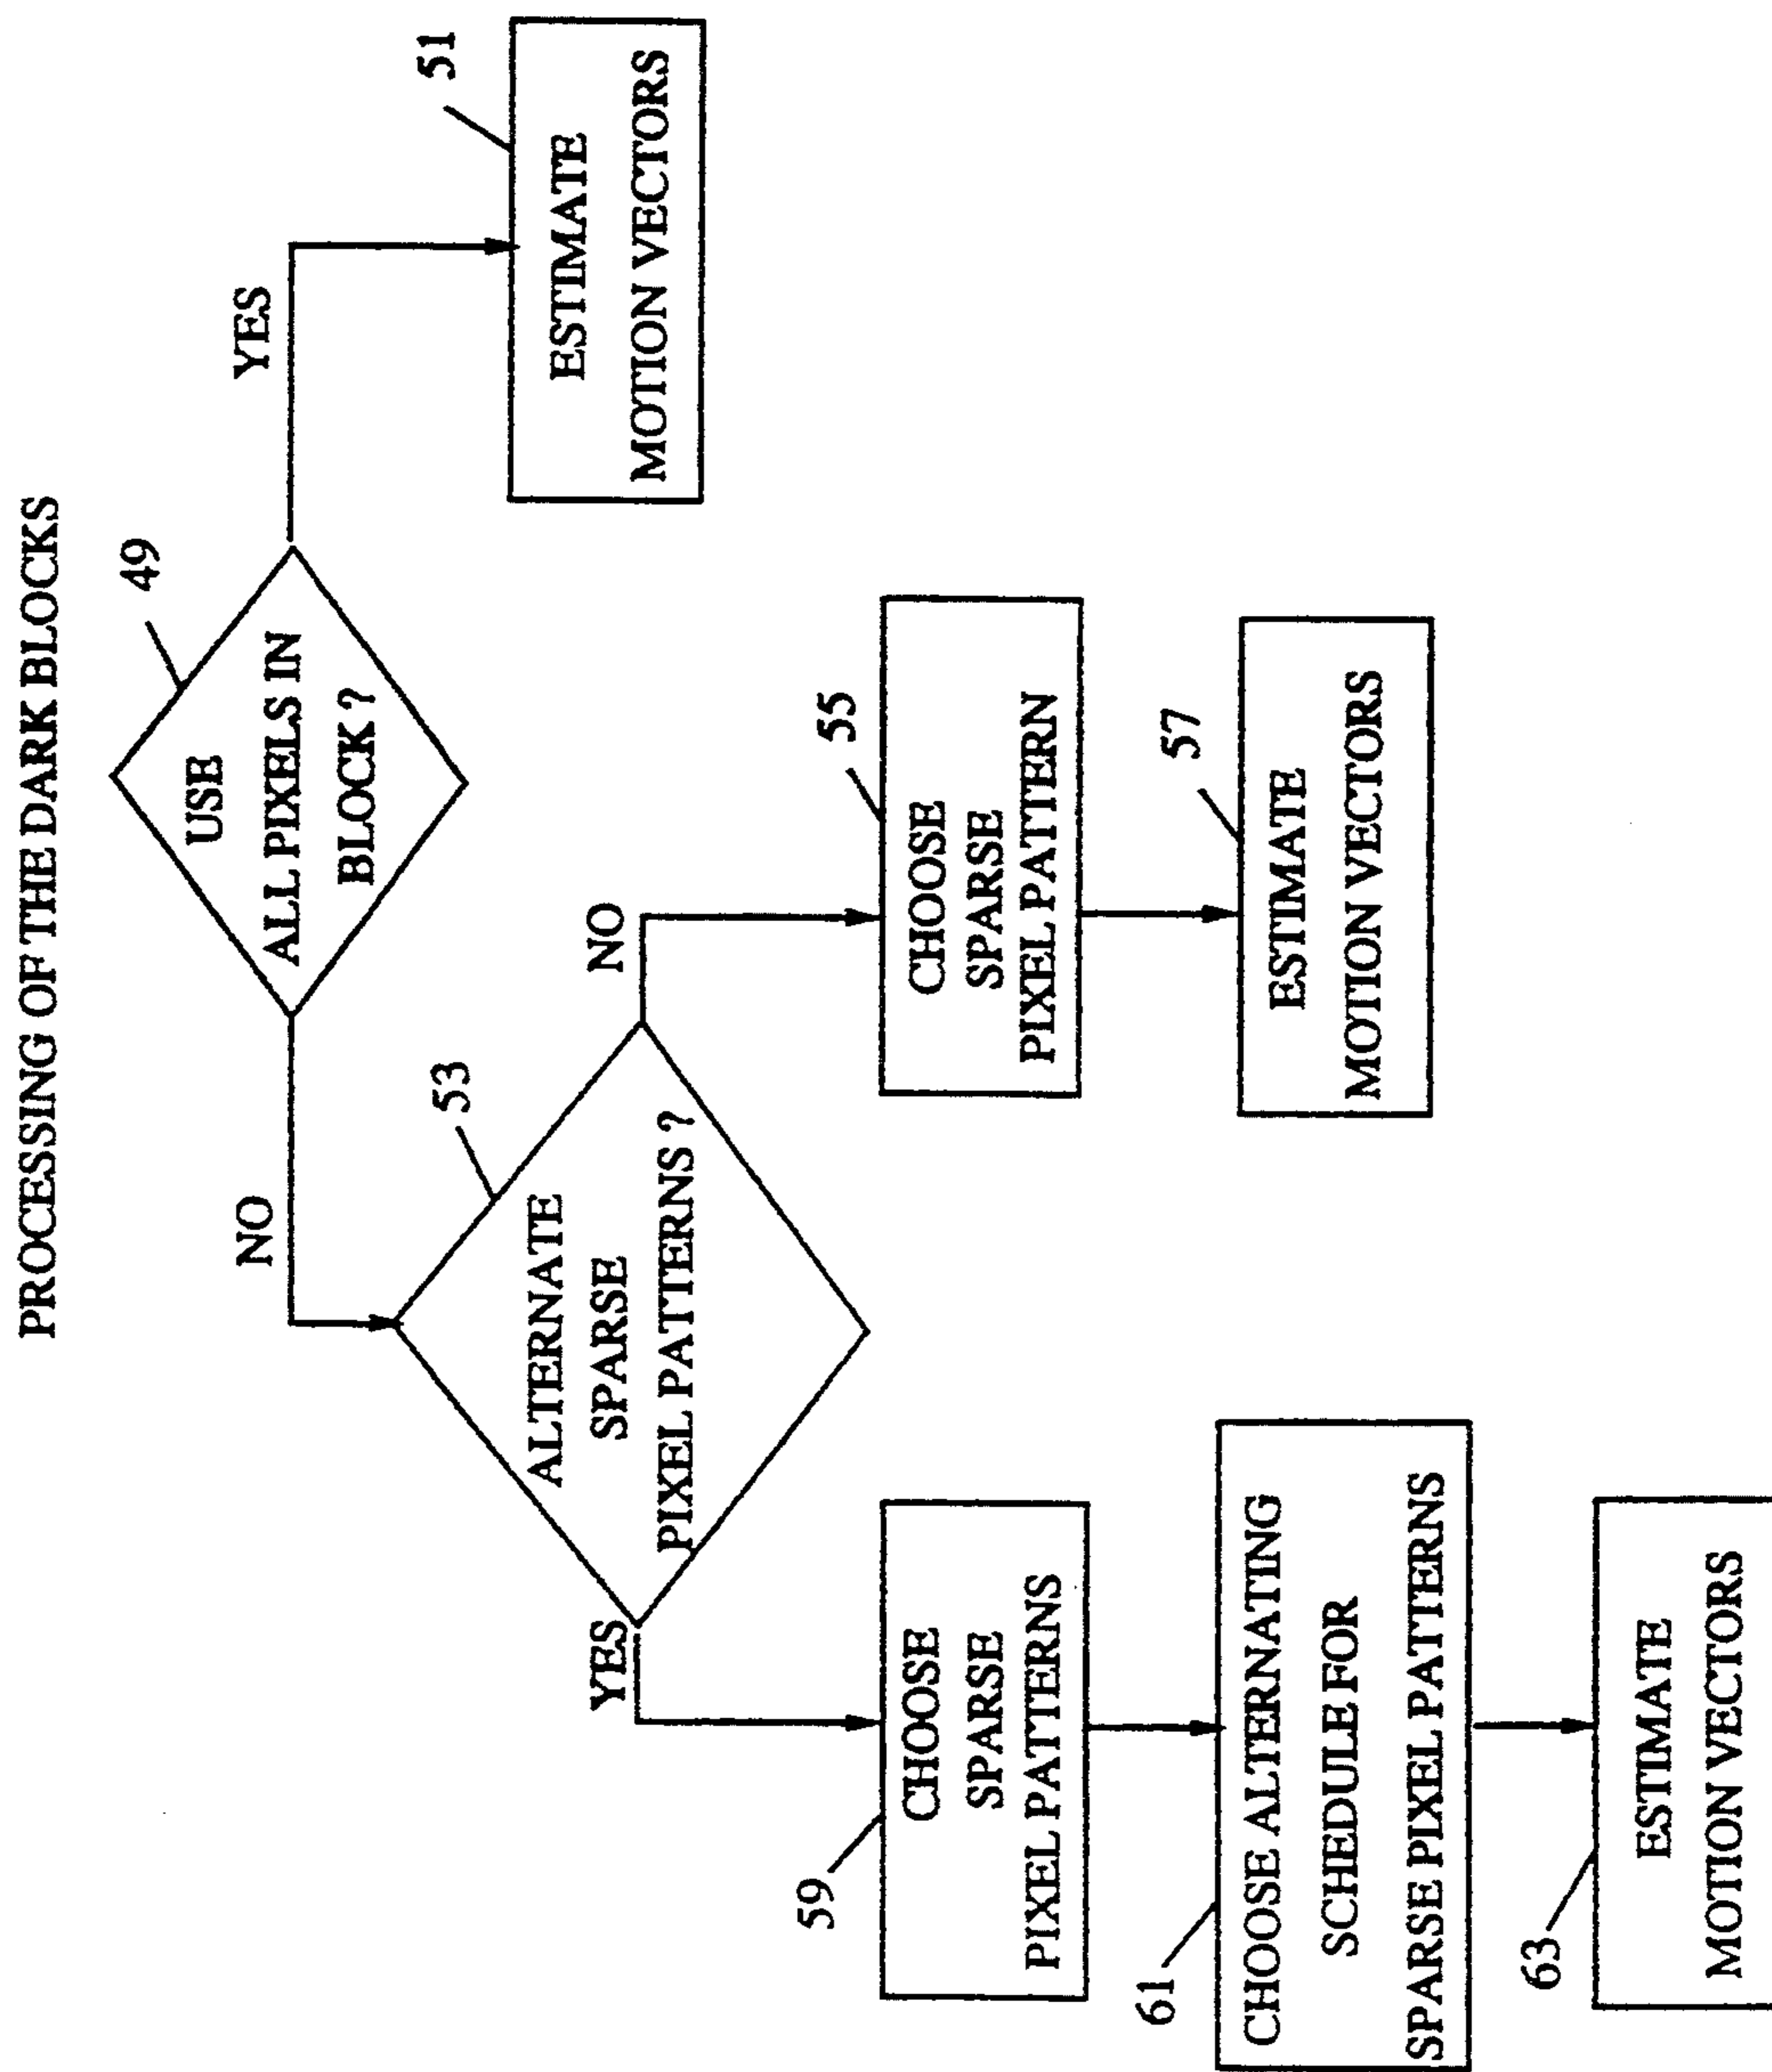 PROCESSING OF THE DARK BLOCKS
49
USE
ALL PIXELS IN
BLOCK ?
YES
51
ESTIMATE
MOTION VECTORS
NO
53
ALTERNATE
SPARSE
PIXEL PATTERNS ?
NO
55
CHOOSE
SPARSE
PIXEL PATTERN
57
ESTIMATE
MOTION VECTORS
YES
59
CHOOSE
SPARSE
PIXEL PATTERNS
61
CHOOSE ALTERNATING
SCHEDULE FOR
SPARSE PIXEL PATTERNS
63
ESTIMATE
MOTION VECTORS